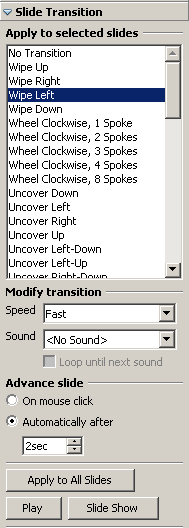 Slide Transition
Apply to selected slides
No Transition
Wipe Up
Wipe Right
Wipe Left
Wipe Down
Wheel Clockwise, 1 Spoke
Wheel Clockwise, 2 Spokes
Wheel Clockwise, 3 Spokes
Wheel Clockwise, 4 Spokes
Wheel Clockwise, 8 Spokes
Uncover Down
Uncover Left
Uncover Right
Uncover Up
Uncover Left-Down
Uncover Left-Up
Uncover Right-Down
Modify transition
Speed Fast
Sound <No Sound>
Loop until next sound
Advance slide
On mouse click
Automatically after
2sec
Apply to All Slides
Play Slide Show